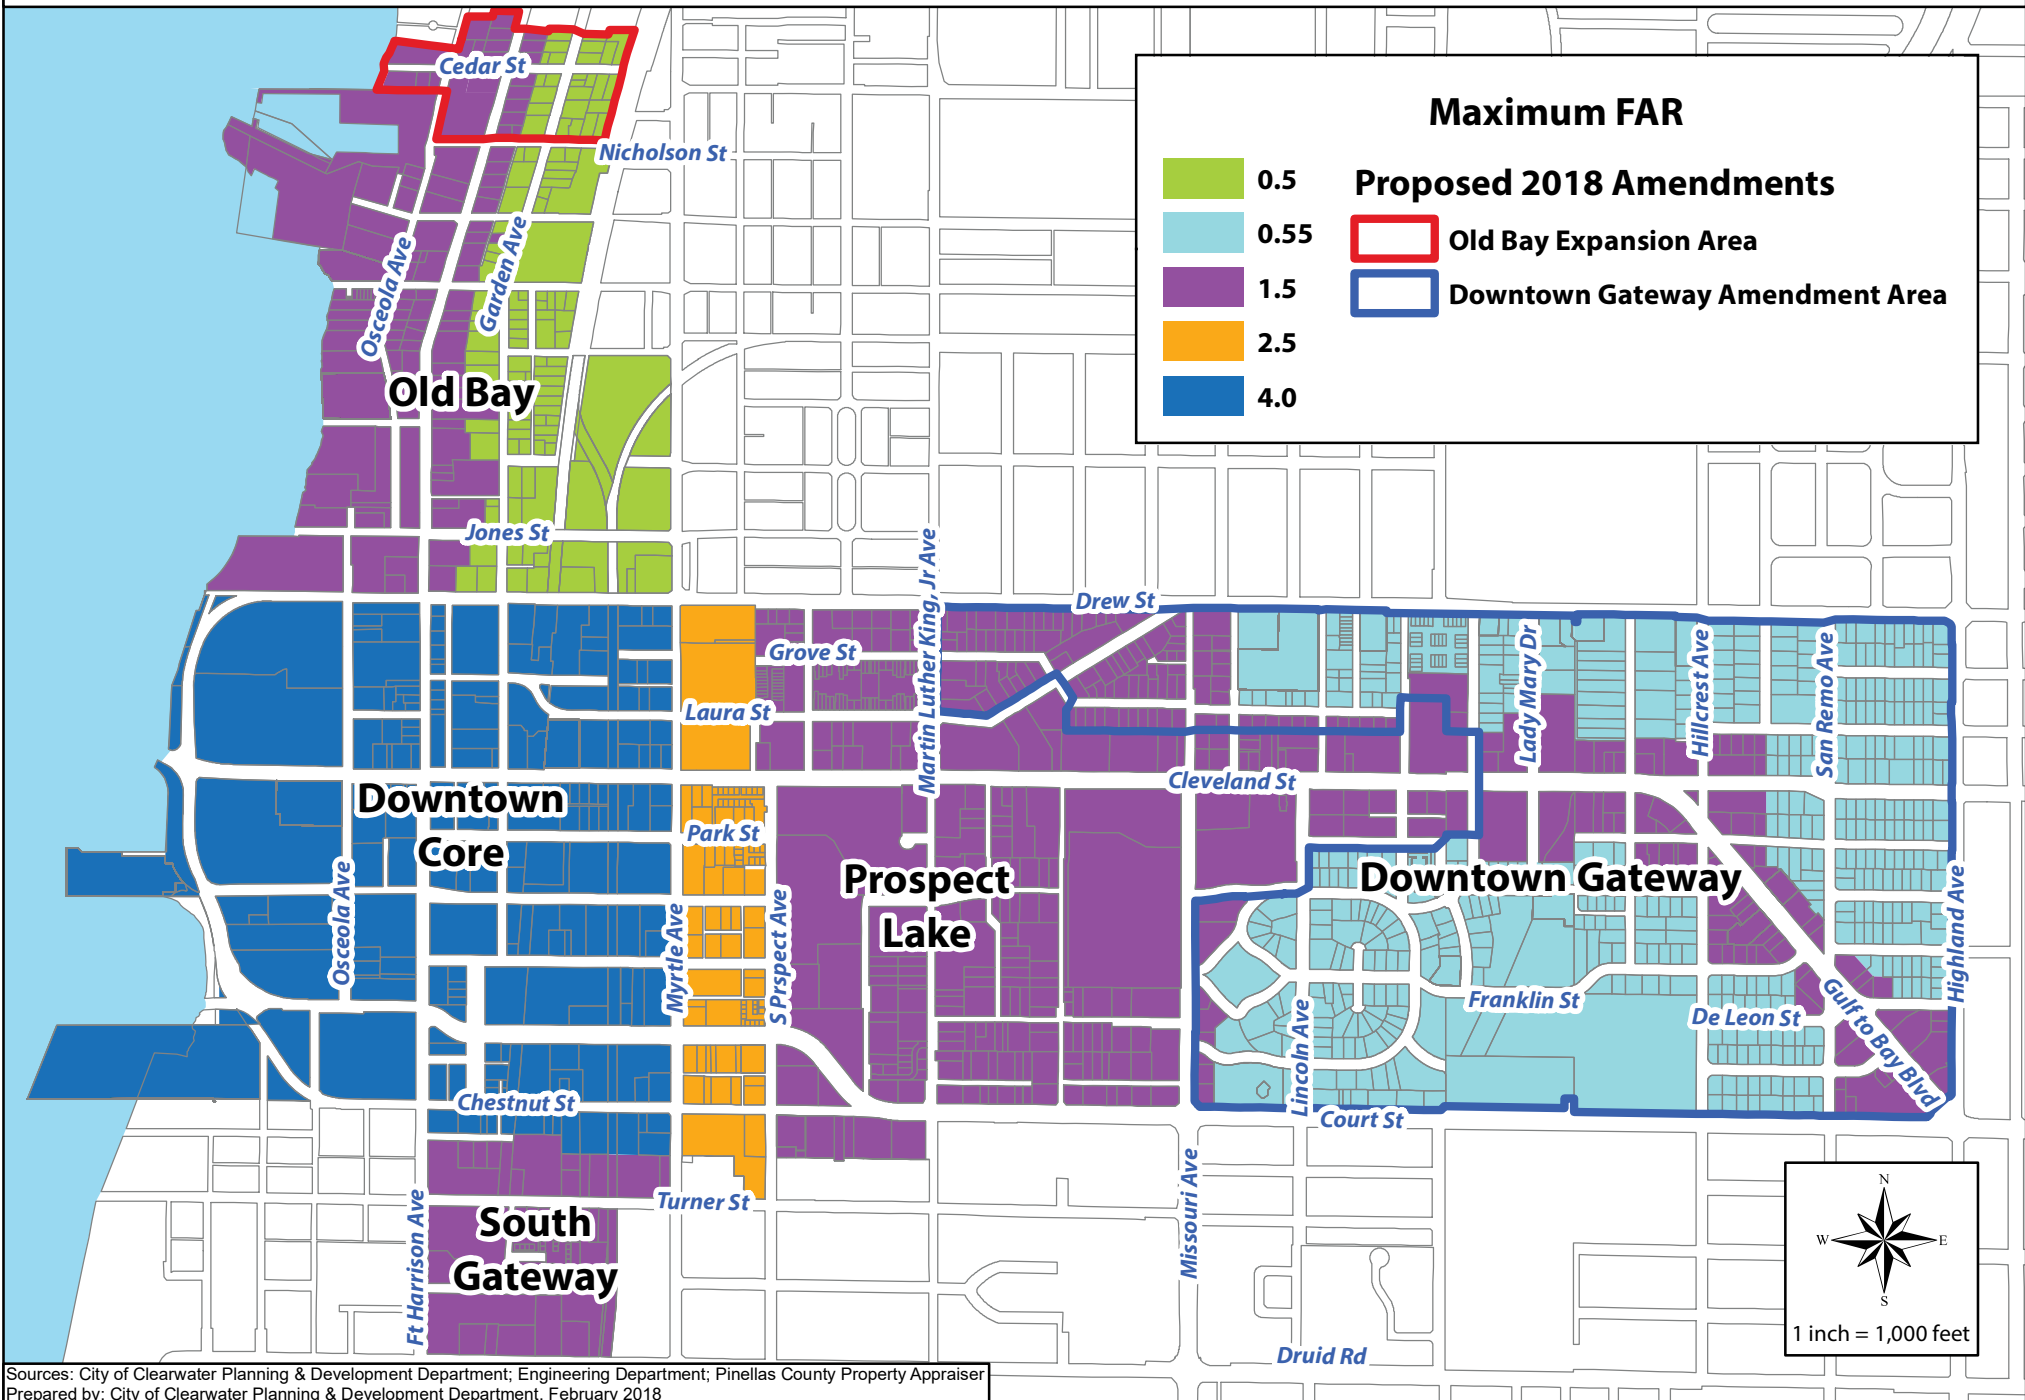 Maximum FAR
0.5
0.55
1.5
2.5
4.0
Proposed 2018 Amendments
Old Bay Expansion Area
Downtown Gateway Amendment Area
Cedar St
Nicholson St
Osceola Ave
Garden Ave
Old Bay
Jones St
Martin Luther King, Jr Ave
Drew St
Grove St
Laura St
Lady Mary Dr
Hillcrest Ave
San Remo Ave
Cleveland St
Downtown
Core
Park St
Prospect
Lake
Downtown Gateway
Osceola Ave
Myrtle Ave
S Prspect Ave
Highland Ave
Franklin St
De Leon St
Gulf to Bay Blvd
Lincoln Ave
Chestnut St
Court St
Missouri Ave
Turner St
Ft Harrison Ave
South
Gateway
Druid Rd
N
W
E
S
1 inch = 1,000 feet
Sources: City of Clearwater Planning & Development Department; Engineering Department; Pinellas County Property Appraiser
Prepared by: City of Clearwater Planning & Development Department, February 2018